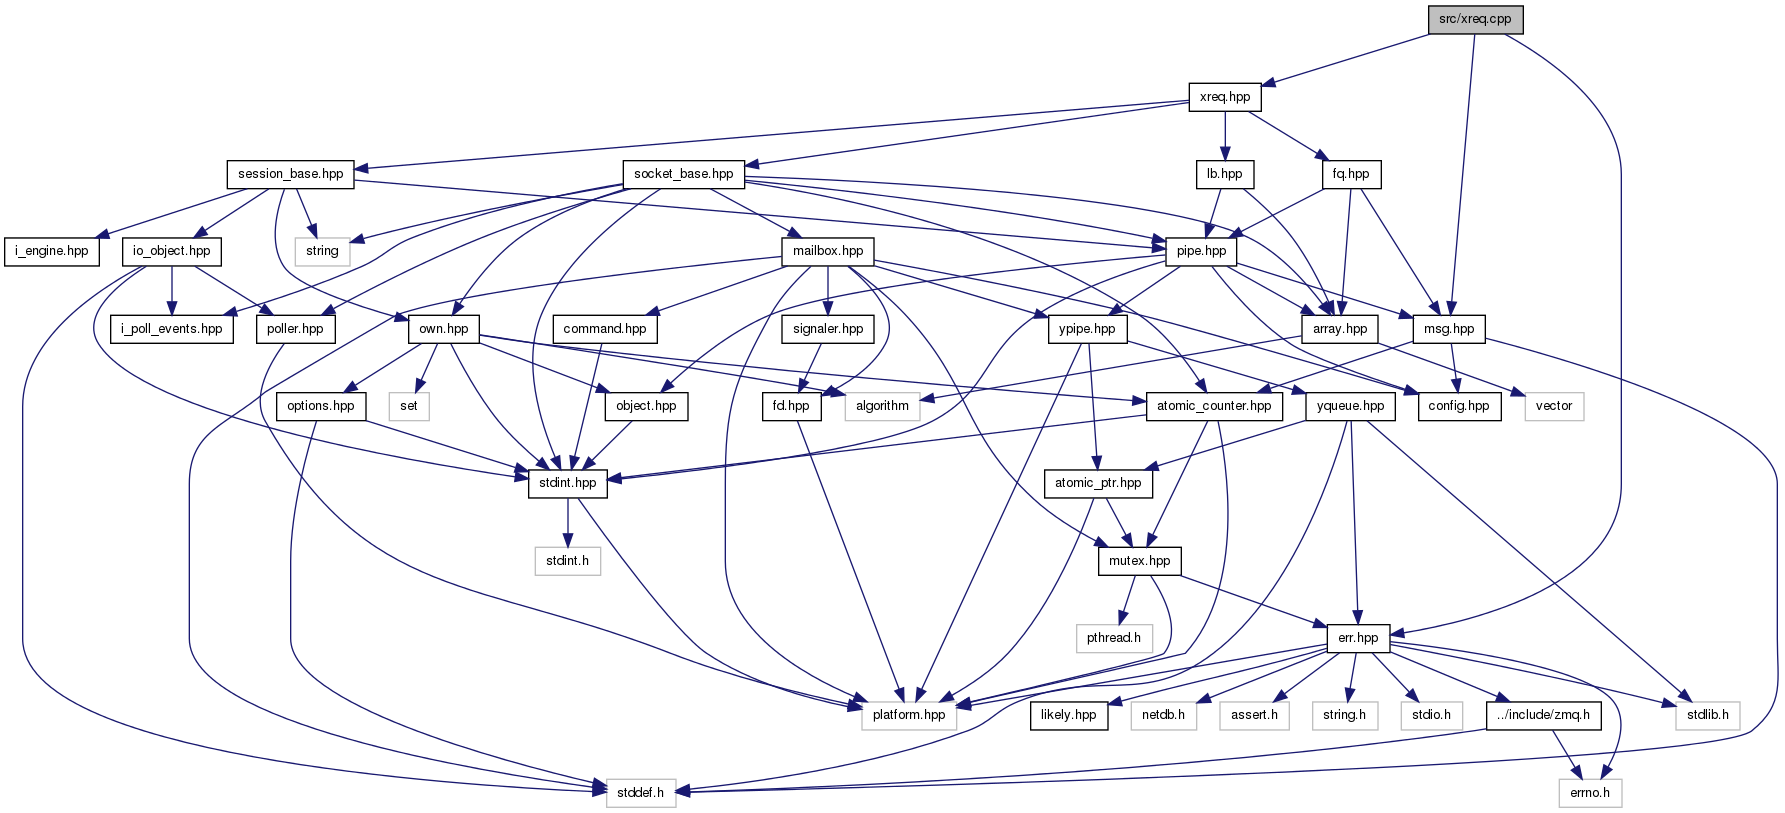 src/xreq.cpp
xreq.hpp
session_base.hpp
socket_base.hpp
lb.hpp
fq.hpp
i_engine.hpp
io_object.hpp
string
mailbox.hpp
pipe.hpp
i_poll_events.hpp
poller.hpp
own.hpp
command.hpp
signaler.hpp
ypipe.hpp
array.hpp
msg.hpp
options.hpp
set
object.hpp
fd.hpp
algorithm
atomic_counter.hpp
yqueue.hpp
config.hpp
vector
stdint.hpp
atomic_ptr.hpp
stdint.h
mutex.hpp
pthread.h
err.hpp
platform.hpp
likely.hpp
netdb.h
assert.h
string.h
stdio.h
../include/zmq.h
stdlib.h
stddef.h
errno.h